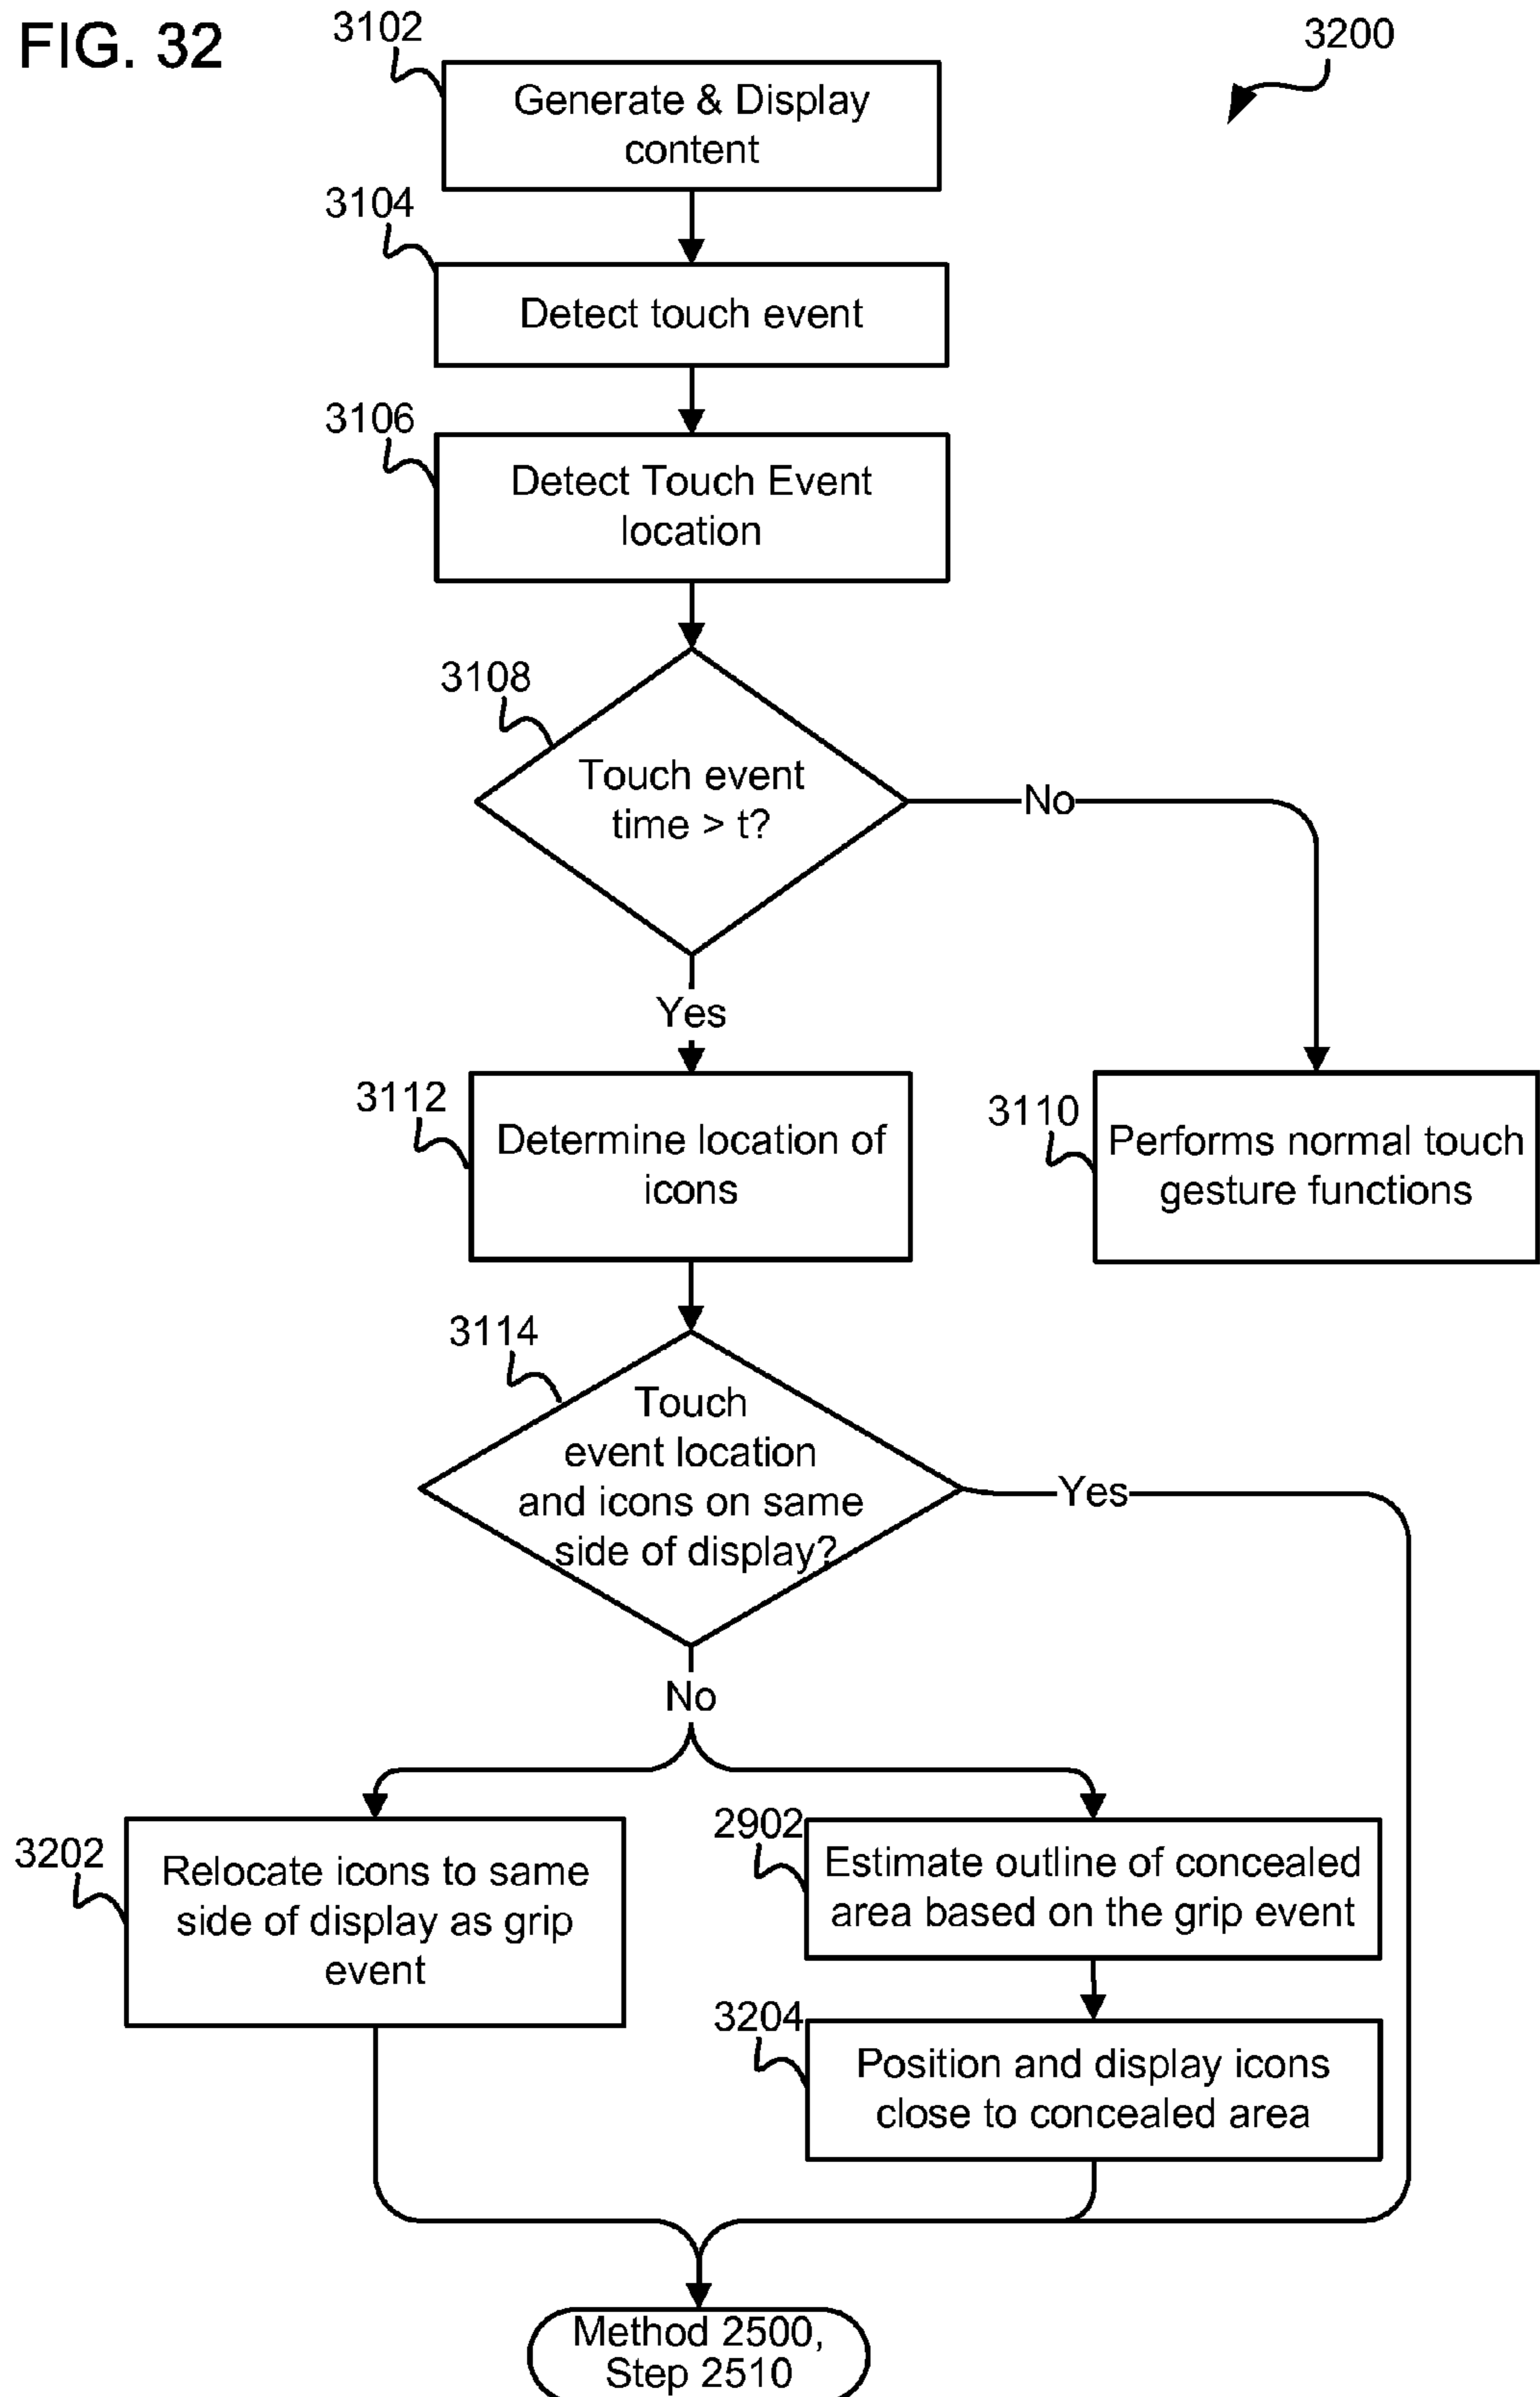 FIG. 32
3200
3102
Generate & Display
content
3104
Detect touch event
3106
Detect Touch Event
location
3108
Touch event
time > t?
No
Yes
3112
Determine location of
icons
3110
Performs normal touch
gesture functions
3114
Touch
event location
and icons on same
side of display?
Yes
No
3202
Relocate icons to same
side of display as grip
event
2902
Estimate outline of concealed
area based on the grip event
3204
Position and display icons
close to concealed area
Method 2500,
Step 2510